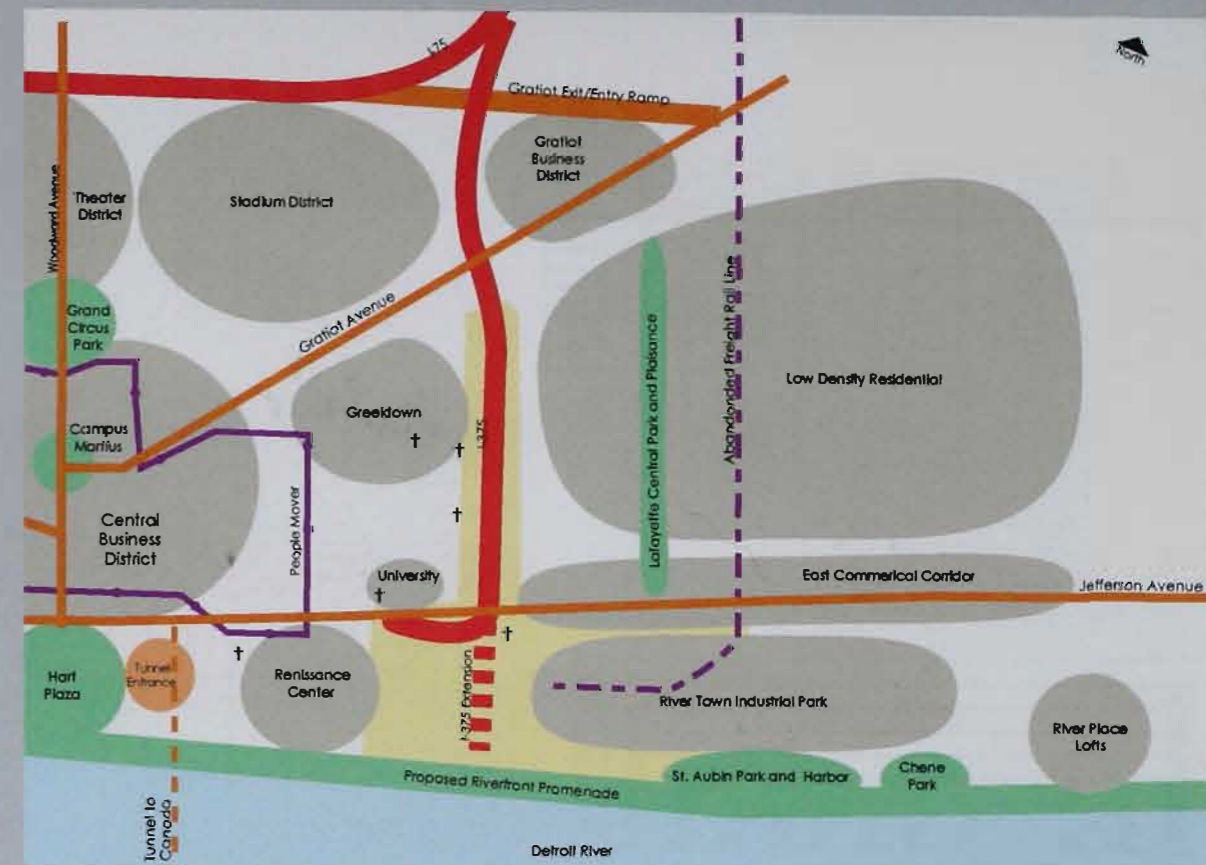 I-75
North
Gratiot Exit/Entry Ramp
Gratiot
Business
District
Woodward Avenue
Theater
District
Stadium District
Grand
Circus
Park
Gratiot Avenue
Lafayette Central Park and Plaisance
Abandonded Freight Rail Line
Low Density Residential
Greektown
I-375
Campus
Martius
Central
Business
District
People Mover
University
East Commerical Corridor
Jefferson Avenue
Hart
Plaza
Tunnel
Entrance
Renissance
Center
I-375 Extension
River Town Industrial Park
River Place
Lofts
Proposed Riverfront Promenade
St. Aubin Park and Harbor
Chene
Park
Tunnel to
Canada
Detroit River